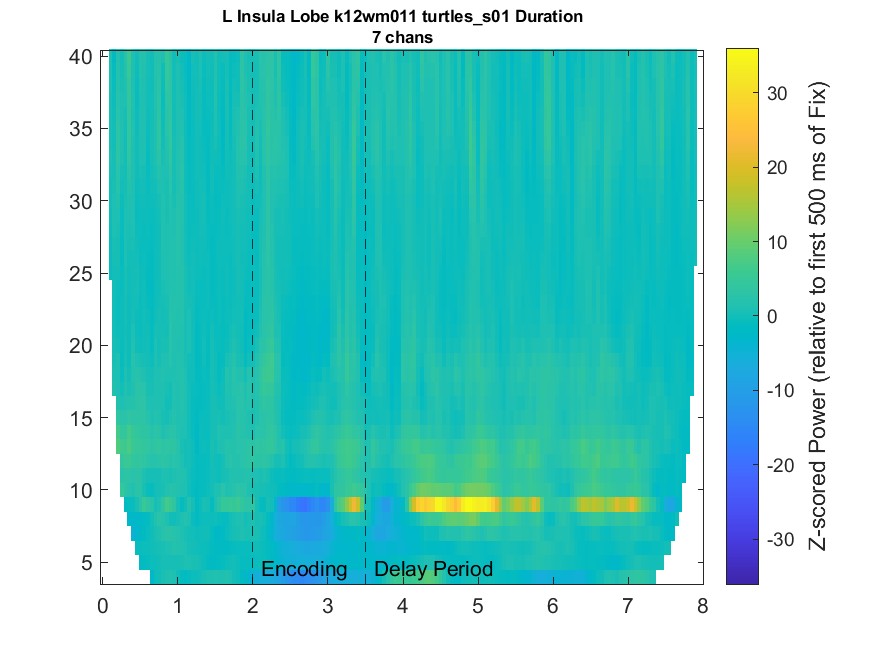 L Insula Lobe k12wm011 turtles_s01 Duration
7 chans
40
35
30
25
20
15
10
5
Encoding
Delay Period
0 1 2 3 4 5 6 7 8
30
20
10
0
-10
-20
-30
Z-scored Power (relative to first 500 ms of Fix)